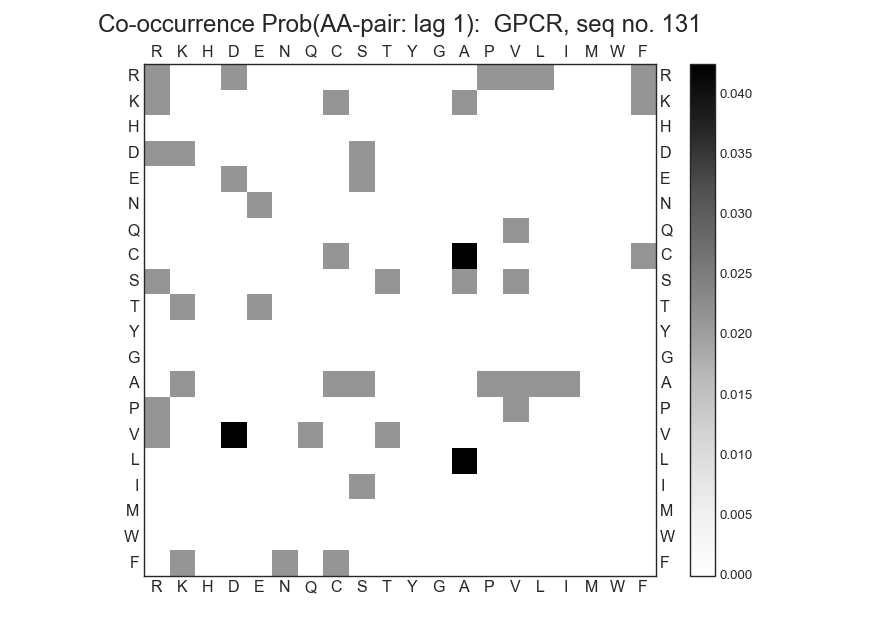 Co-occurrence Prob(AA-pair: lag 1):  GPCR, seq no. 131
R K H D E N Q C S T Y G A P V L I M W F
R R
K K
H H
D D
E E
N N
Q Q
C C
S S
T T
Y Y
G G
A A
P P
V V
L L
I I
M M
W W
F F
R K H D E N Q C S T Y G A P V L I M W F
0.040
0.035
0.030
0.025
0.020
0.015
0.010
0.005
0.000